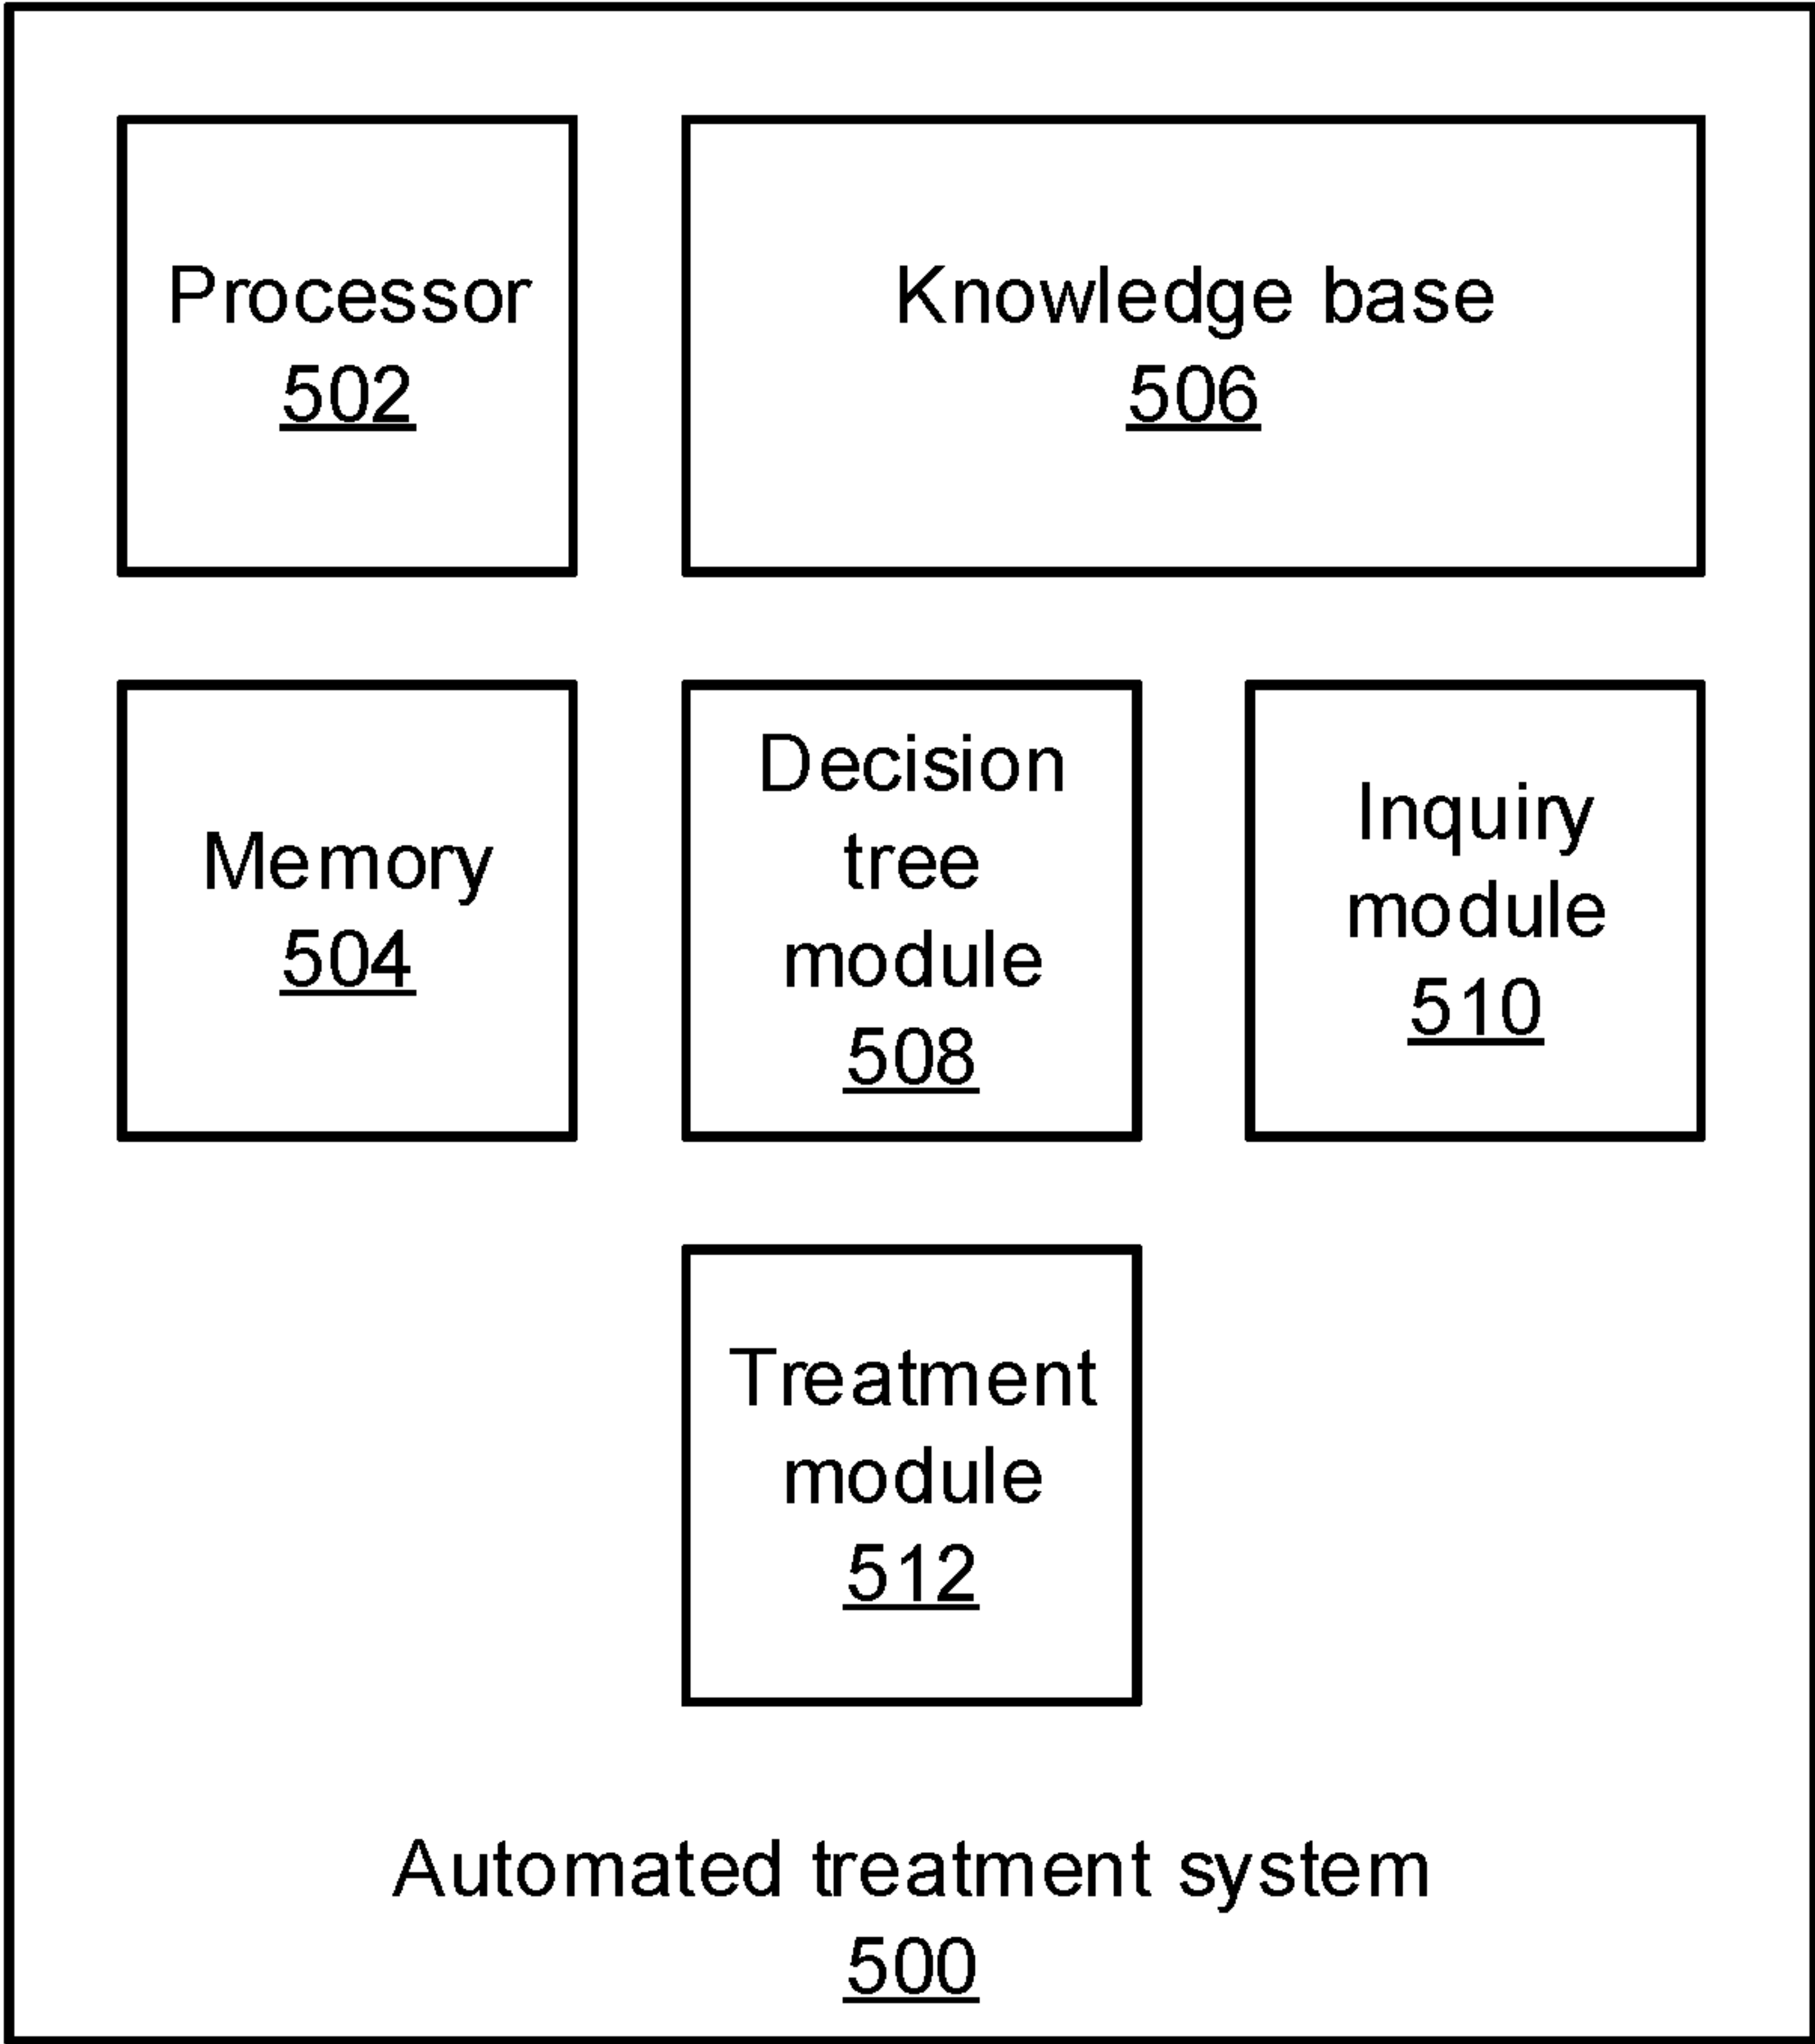 Processor
502
Knowledge base
506
Memory
504
Decision
tree
module
508
Inquiry
module
510
Treatment
module
512
Automated treatment system
500